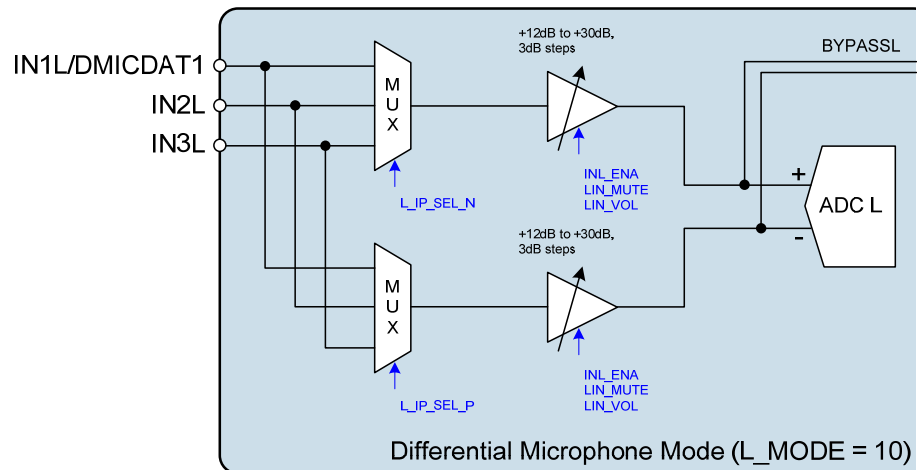 +12dB to +30dB,
3dB steps
BYPASSL
IN1L/DMICDAT1
IN2L
IN3L
M
U
X
L_IP_SEL_N
INL_ENA
LIN_MUTE
LIN_VOL
+
ADC L
-
+12dB to +30dB,
3dB steps
M
U
X
L_IP_SEL_P
INL_ENA
LIN_MUTE
LIN_VOL
Differential Microphone Mode (L_MODE = 10)